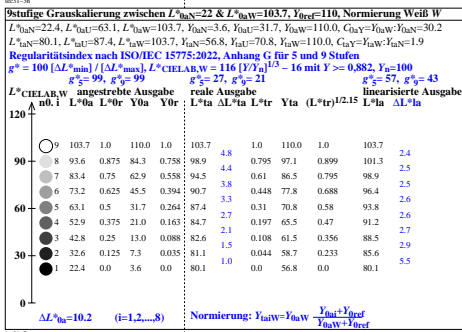 9stufige Grauskalierung zwischen L*0aN=22 & L*0aW=103.7, Y0ref=110, Normierung Weiß W
L*0aN=22.4, L*0aU=63.1, L*0aW=103.7, Y0aN=3.6, Y0aU=31.7, Y0aW=110.0, C0aY=Y0aW:Y0aN=30.2
L*taN=80.1, L*taU=87.4, L*taW=103.7, YtaN=56.8, YtaU=70.8, YtaW=110.0, CtaY=YtaW:YtaN=1.9
Regularitätsindex nach ISO/IEC 15775:2022, Anhang G für 5 und 9 Stufen
g* = 100 [ΔL*min] / [ΔL*max], L*CIELAB,W = 116 [Y/Yn]1/3 − 16 mit Y >= 0,882, Yn=100
g*5= 99, g*9= 99 g*5= 27, g*9= 21 g*5= 57, g*9= 43
L*CIELAB,W angestrebte Ausgabe reale Ausgabe linearisierte Ausgabe
n0. i L*0a L*0r Y0a Y0r L*ta ΔL*ta L*tr Yta (L*tr)1/2.15 L*la ΔL*la
120
9 103.7 1.0 110.0 1.0 103.7 1.0 110.0 1.0 103.7
4.8 2.4
8 93.6 0.875 84.3 0.758 98.9 0.795 97.1 0.899 101.3
4.4 2.5
90
7 83.4 0.75 62.9 0.558 94.5 0.61 86.5 0.795 98.9
3.8 2.5
6 73.2 0.625 45.5 0.394 90.7 0.448 77.8 0.688 96.4
3.3 2.6
60 5 63.1 0.5 31.7 0.264 87.4 0.31 70.8 0.58 93.8
2.7 2.6
4 52.9 0.375 21.0 0.163 84.7 0.197 65.5 0.47 91.2
2.1 2.7
3 42.8 0.25 13.0 0.088 82.6 0.108 61.5 0.356 88.5
1.5 2.9
30 2 32.6 0.125 7.3 0.035 81.1 0.044 58.7 0.233 85.6
1.0 5.5
1 22.4 0.0 3.6 0.0 80.1 0.0 56.8 0.0 80.1
0
ΔL*0a=10.2 (i=1,2,...,8) Normierung: YtaiW=Y0aW Y0ai+Y0ref
Y0aW+Y0ref